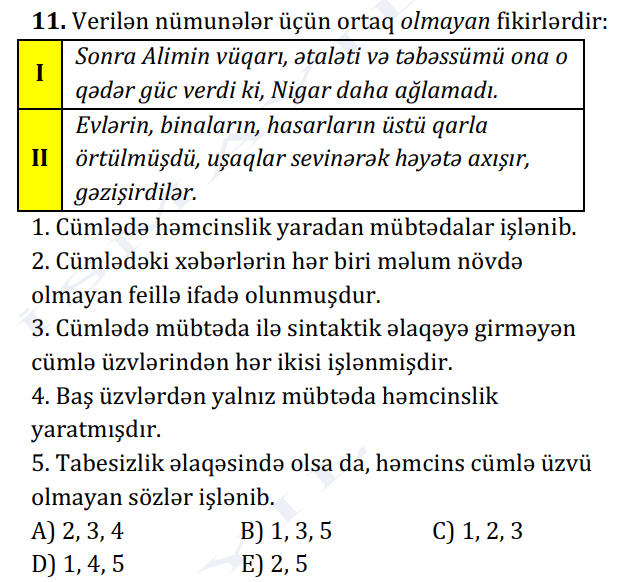 11. Verilən nümunələr üçün ortaq olmayan fikirlərdir:
I
Sonra Alimin vüqarı, ətaləti və təbəssümü ona o
qədər güc verdi ki, Nigar daha ağlamadı.
II
Evlərin, binaların, hasarların üstü qarla
örtülmüşdü, uşaqlar sevinərək həyətə axışır,
gəzişirdilər.
1. Cümlədə həmcinslik yaradan mübtədalar işlənib.
2. Cümlədəki xəbərlərin hər biri məlum növdə
olmayan feillə ifadə olunmuşdur.
3. Cümlədə mübtəda ilə sintaktik əlaqəyə girməyən
cümlə üzvlərindən hər ikisi işlənmişdir.
4. Baş üzvlərdən yalnız mübtəda həmcinslik
yaratmışdır.
5. Tabesizlik əlaqəsində olsa da, həmcins cümlə üzvü
olmayan sözlər işlənib.
A) 2, 3, 4 B) 1, 3, 5 C) 1, 2, 3
D) 1, 4, 5 E) 2, 5